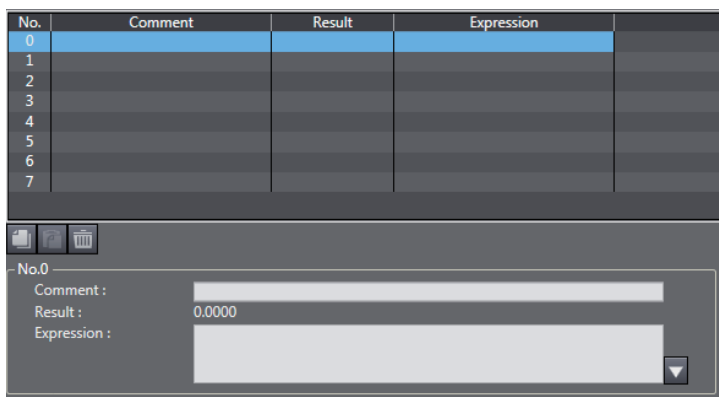 No. Comment Result Expression
0
1
2
3
4
5
6
7
No.0
Comment :
Result : 0.0000
Expression :